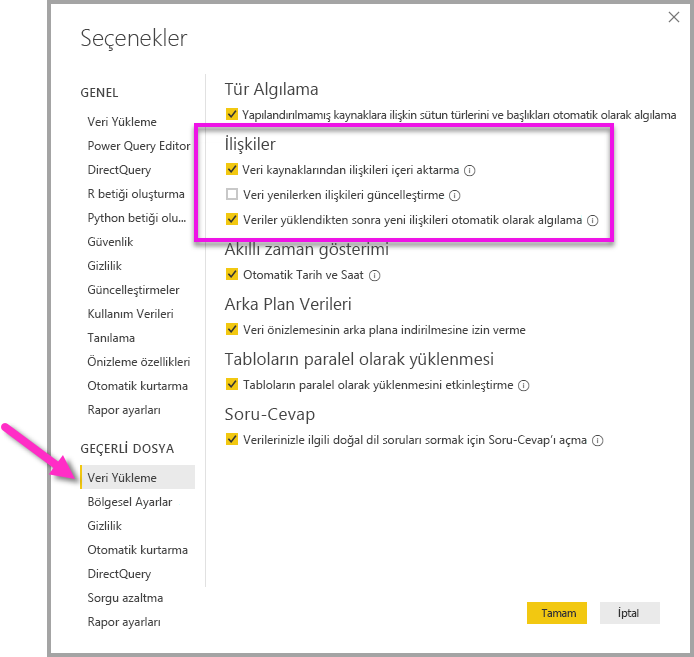 Seçenekler
GENEL
Veri Yükleme
Power Query Editor
DirectQuery
R betiği oluşturma
Python betiği olu...
Güvenlik
Gizlilik
Güncelleştirmeler
Kullanım Verileri
Tanılama
Önizleme özellikleri
Otomatik kurtarma
Rapor ayarları
GEÇERLİ DOSYA
Veri Yükleme
Bölgesel Ayarlar
Gizlilik
Otomatik kurtarma
DirectQuery
Sorgu azaltma
Rapor ayarları
Tür Algılama
Yapılandırılmamış kaynaklara ilişkin sütun türlerini ve başlıkları otomatik olarak algılama
İlişkiler
Veri kaynaklarından ilişkileri içeri aktarma
Veri yenilerken ilişkileri güncelleştirme
Veriler yüklendikten sonra yeni ilişkileri otomatik olarak algılama
Akıllı zaman gösterimi
Otomatik Tarih ve Saat
Arka Plan Verileri
Veri önizlemesinin arka plana indirilmesine izin verme
Tabloların paralel olarak yüklenmesi
Tabloların paralel olarak yüklenmesini etkinleştirme
Soru-Cevap
Verilerinizle ilgili doğal dil soruları sormak için Soru-Cevap'ı açma
Tamam
İptal